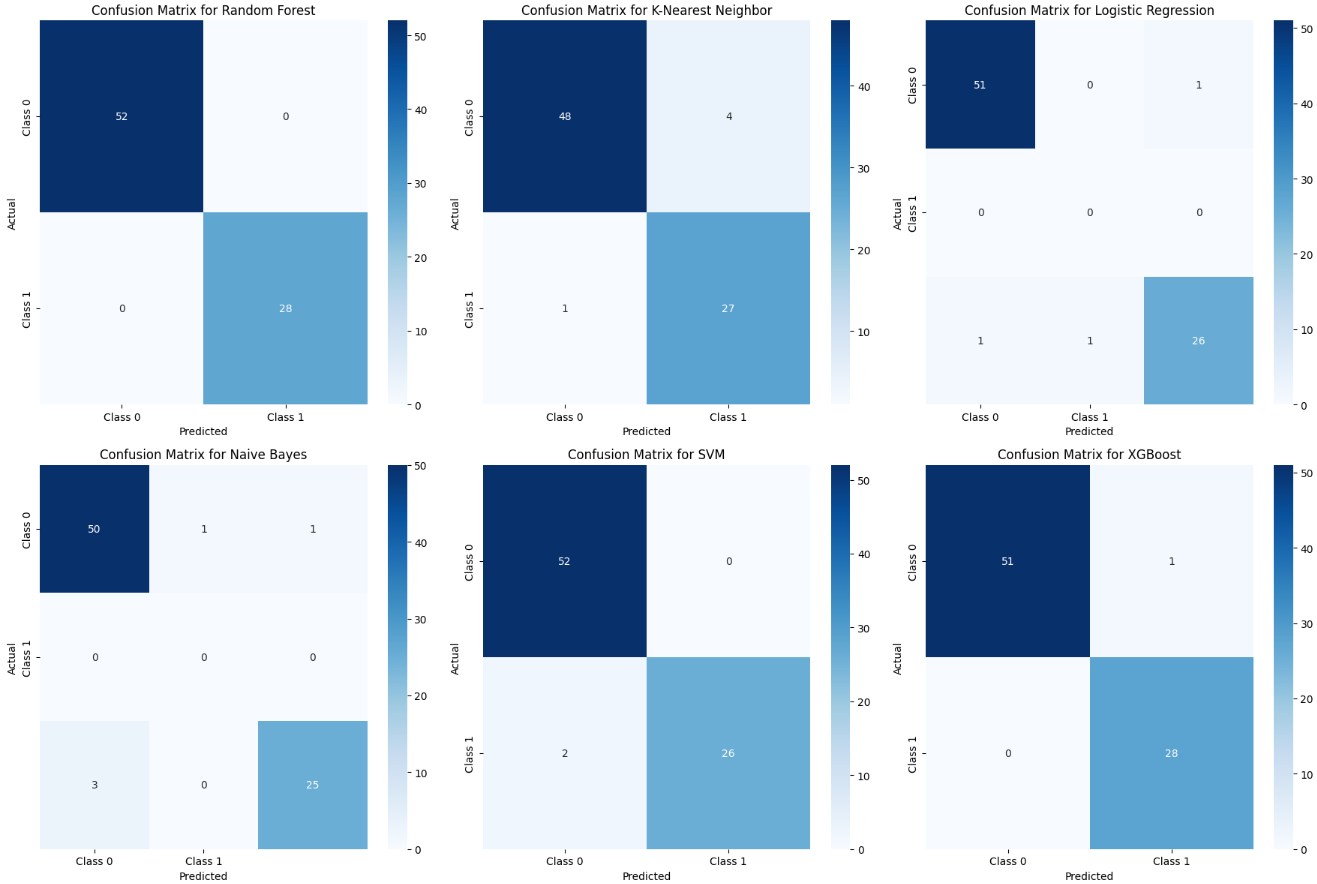 Confusion Matrix for Random Forest
Class 0
Class 1
Actual
52 0
0 28
Class 0 Class 1
Predicted
50
40
30
20
10
0
Confusion Matrix for K-Nearest Neighbor
Class 0
Class 1
Actual
48 4
1 27
Class 0 Class 1
Predicted
40
30
20
10
Confusion Matrix for Logistic Regression
Class 0
Class 1
Actual
51 0 1
0 0 0
1 1 26
Class 0 Class 1
Predicted
50
40
30
20
10
0
Confusion Matrix for Naive Bayes
Class 0
Class 1
Actual
50 1 1
0 0 0
3 0 25
Class 0 Class 1
Predicted
50
40
30
20
10
0
Confusion Matrix for SVM
Class 0
Class 1
Actual
52 0
2 26
Class 0 Class 1
Predicted
50
40
30
20
10
0
Confusion Matrix for XGBoost
Class 0
Class 1
Actual
51 1
0 28
Class 0 Class 1
Predicted
50
40
30
20
10
0